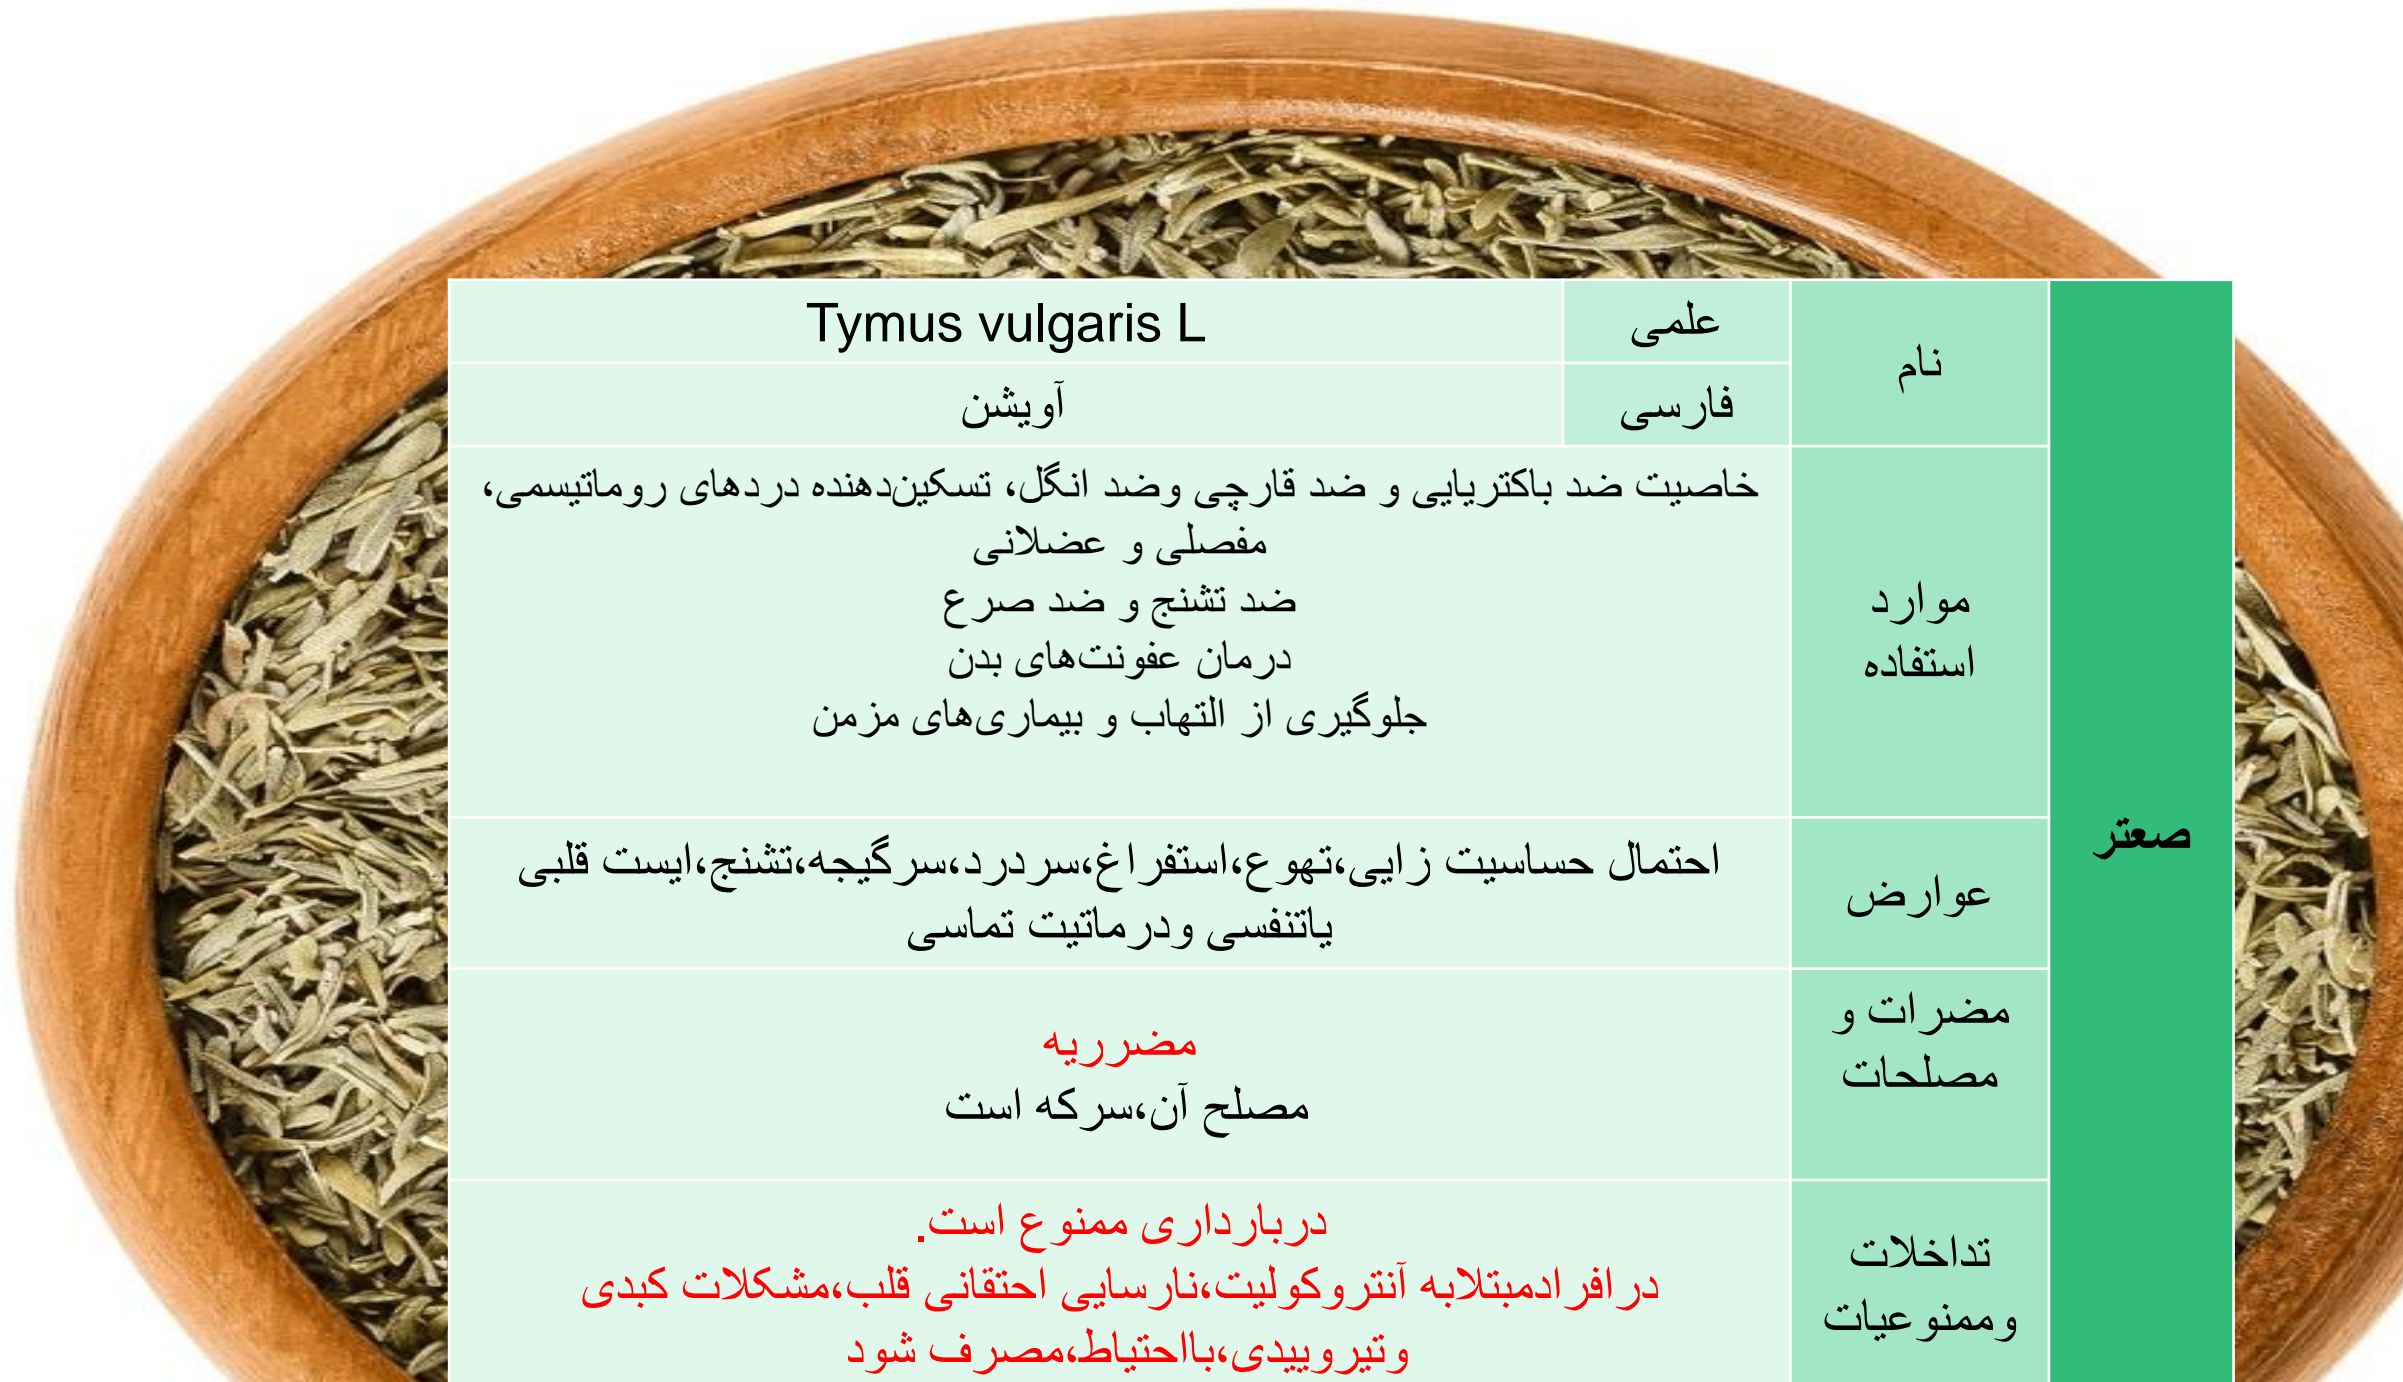 صعتر
نام
علمی
Tymus vulgaris L
فارسی
آویشن
موارد
استفاده
خاصیت ضد باکتریایی و ضد قارچی وضد انگل، تسکین‌دهنده دردهای روماتیسمی،
مفصلی و عضلانی
ضد تشنج و ضد صرع
درمان عفونت‌های بدن
جلوگیری از التهاب و بیماری‌های مزمن
عوارض
احتمال حساسیت زایی،تهوع،استفراغ،سردرد،سرگیجه،تشنج،ایست قلبی
یاتنفسی ودرماتیت تماسی
مضرات و
مصلحات
مضرریه
مصلح آن،سرکه است
تداخلات
وممنوعیات
دربارداری ممنوع است.
درافرادمبتلابه آنتروکولیت،نارسایی احتقانی قلب،مشکلات کبدی
وتیروییدی،بااحتیاط،مصرف شود